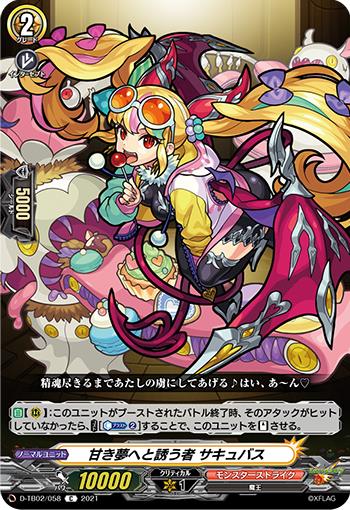 2
グレード
インターセプト
5000
シールド
精魂尽きるまであたしの虜にしてあげる♪はい、あ~ん♡
自【R】:このユニットがブーストされたバトル終了時、そのアタックがヒット
していなかったら、【コスト】[カウンターブラスト2]することで、このユニットを【スタンド】させる。
ノーマルユニット
甘き夢へと誘う者 サキュバス
パワー 10000
クリティカル
1
モンスターストライク
魔王
D-TB02/058 C 2021
©XFLAG